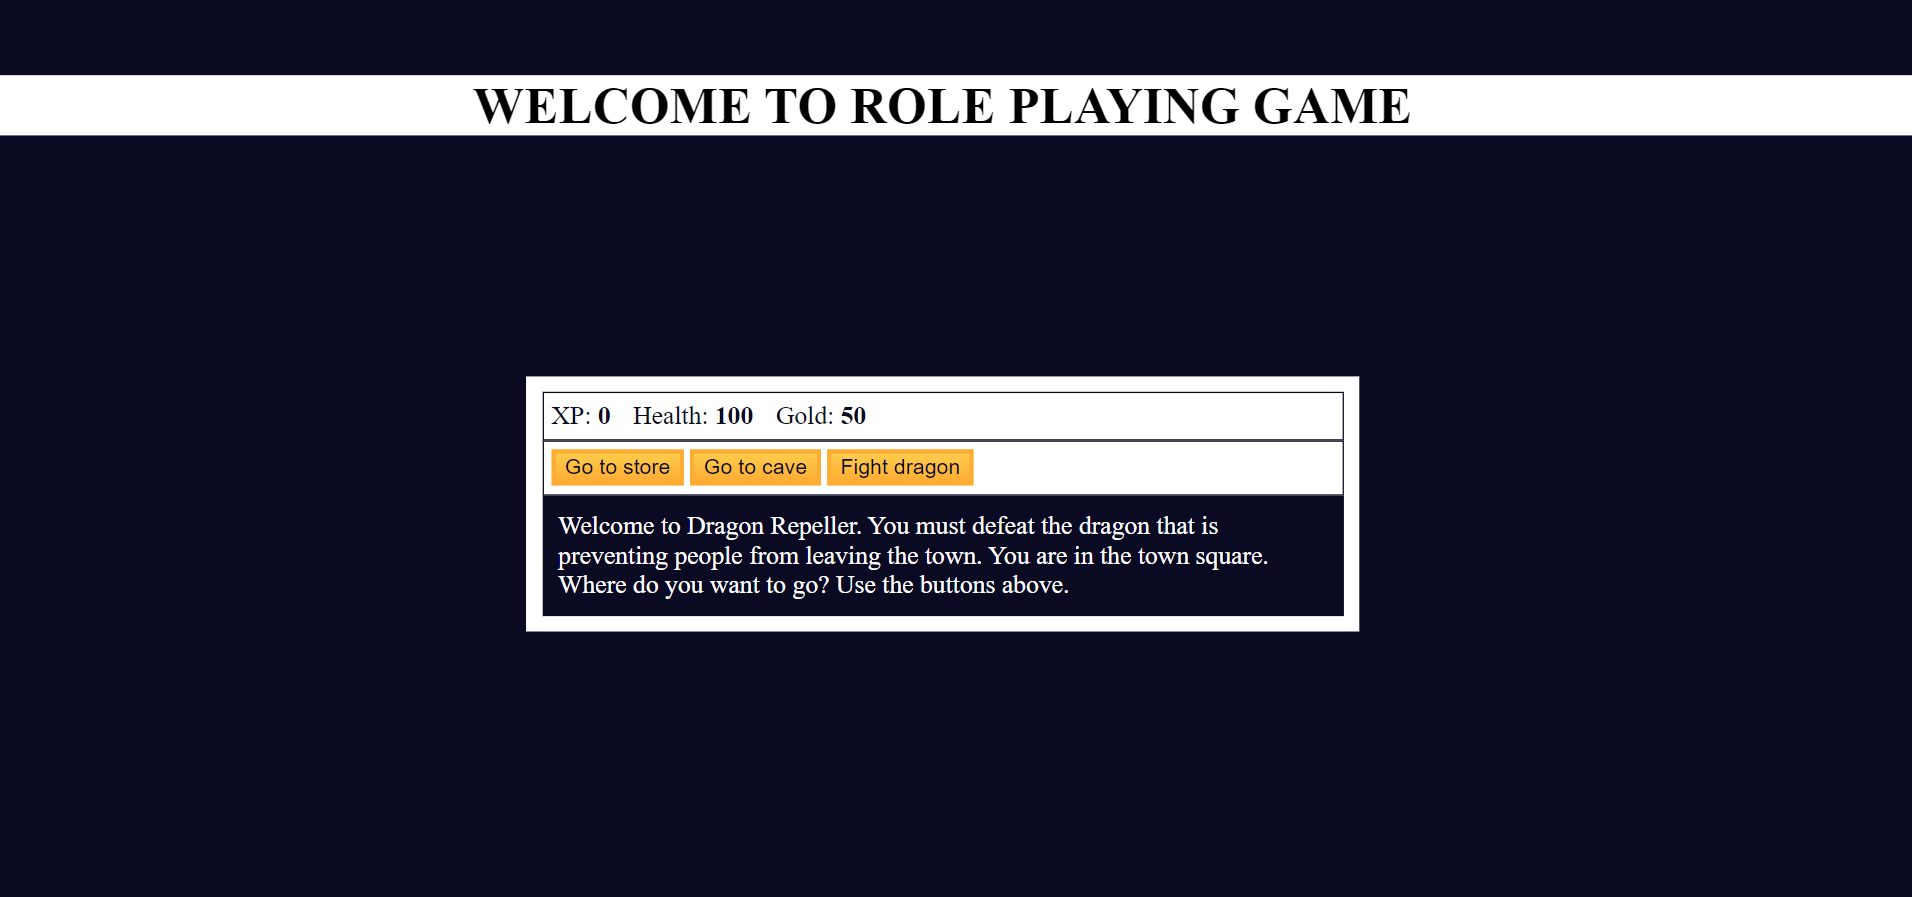 WELCOME TO ROLE PLAYING GAME
XP: 0 Health: 100 Gold: 50
Go to store Go to cave Fight dragon
Welcome to Dragon Repeller. You must defeat the dragon that is
preventing people from leaving the town. You are in the town square.
Where do you want to go? Use the buttons above.